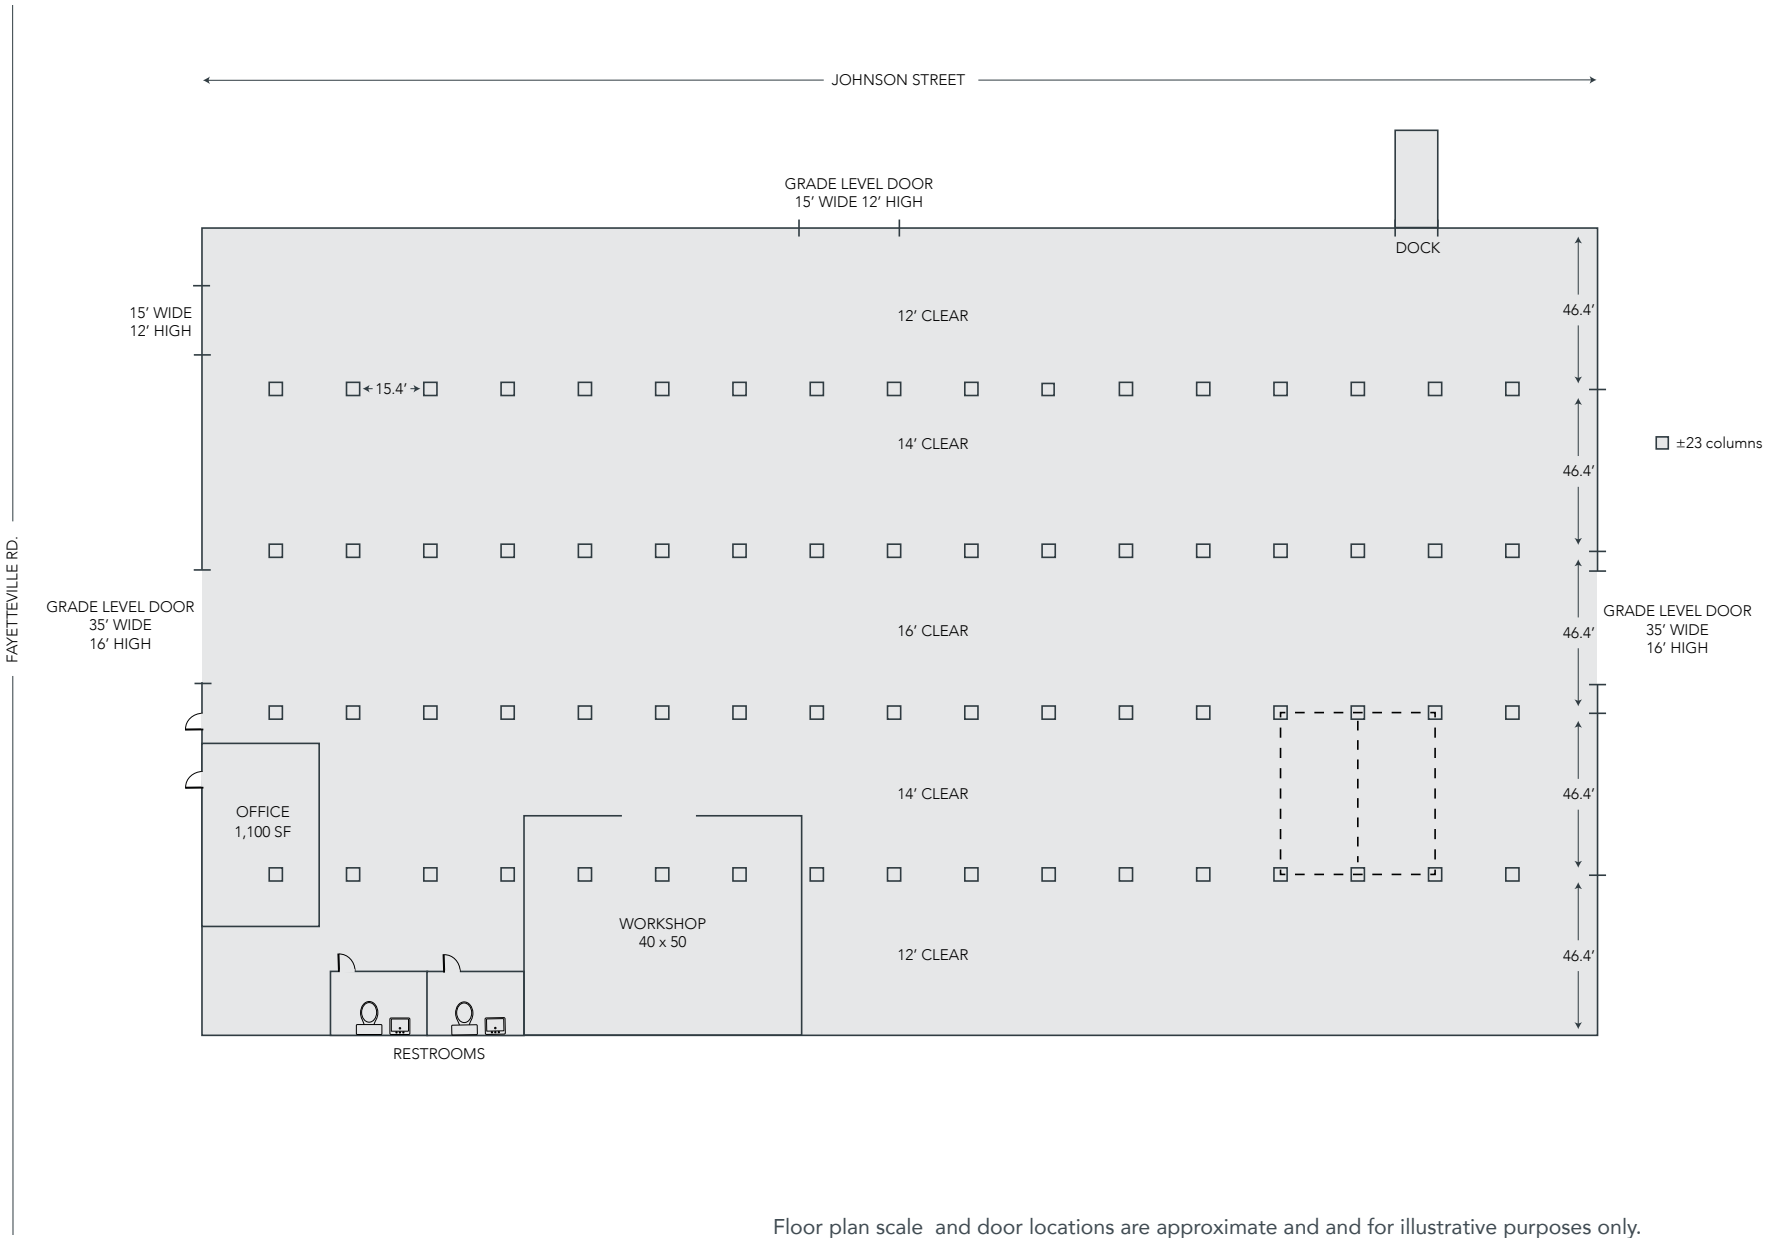 JOHNSON STREET
GRADE LEVEL DOOR
15’ WIDE 12’ HIGH
DOCK
15’ WIDE
12’ HIGH
12’ CLEAR
46.4’
15.4’
14’ CLEAR
46.4’
±23 columns
FAYETTEVILLE RD.
GRADE LEVEL DOOR
35’ WIDE
16’ HIGH
16’ CLEAR
46.4’
GRADE LEVEL DOOR
35’ WIDE
16’ HIGH
OFFICE
1,100 SF
14’ CLEAR
46.4’
WORKSHOP
40 x 50
12’ CLEAR
46.4’
RESTROOMS
Floor plan scale  and door locations are approximate and and for illustrative purposes only.